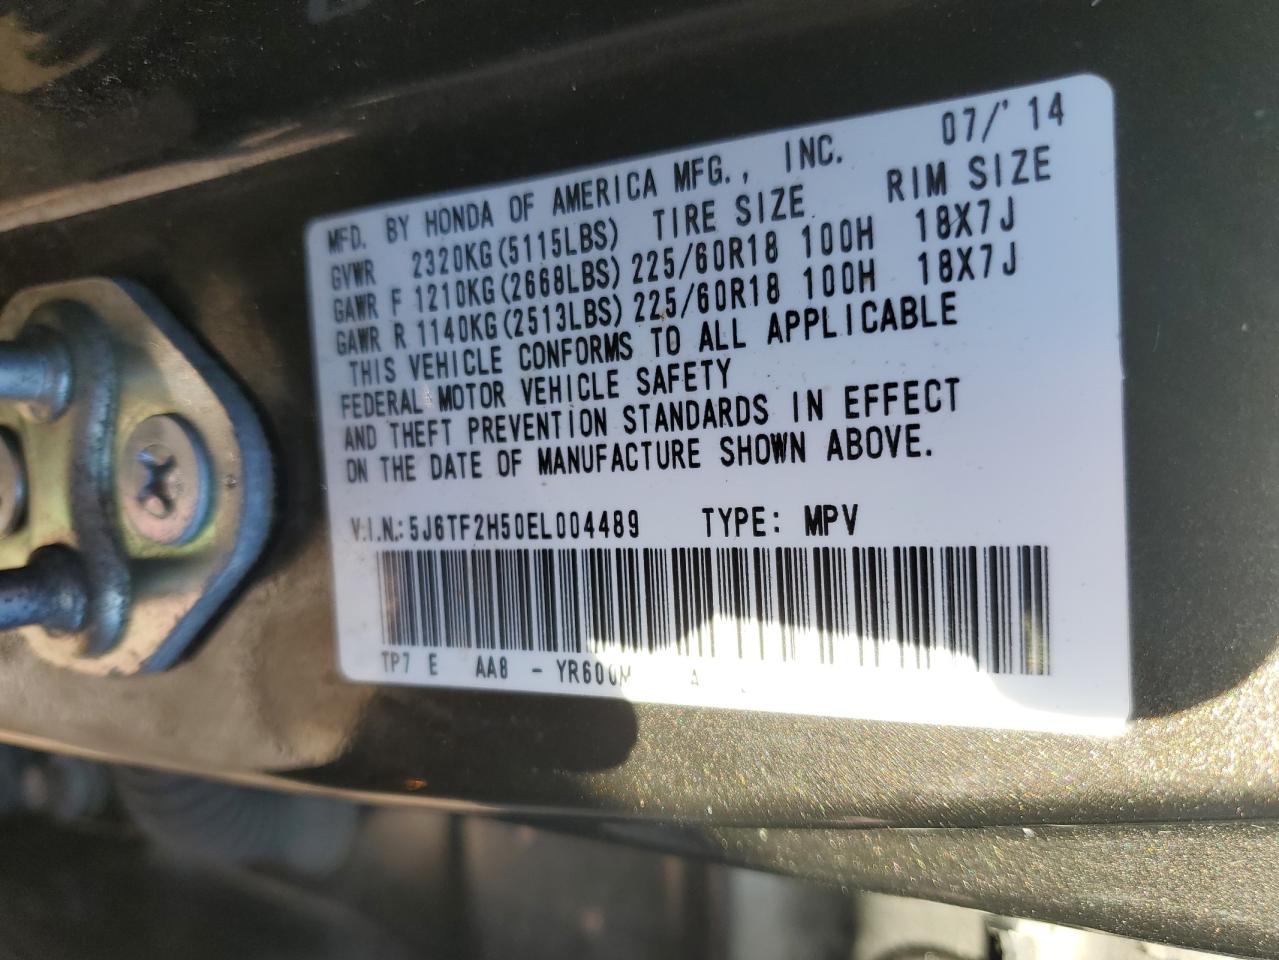 MFD. BY HONDA OF AMERICA MFG., INC. 07/'14
GVWR 2320KG(5115LBS) TIRE SIZE RIM SIZE
GAWR F 1210KG(2668LBS) 225/60R18 100H 18X7J
GAWR R 1140KG(2513LBS) 225/60R18 100H 18X7J
THIS VEHICLE CONFORMS TO ALL APPLICABLE
FEDERAL MOTOR VEHICLE SAFETY
AND THEFT PREVENTION STANDARDS IN EFFECT
ON THE DATE OF MANUFACTURE SHOWN ABOVE.
V.I.N.: 5J6TF2H50EL004489 TYPE: MPV
TP7 E AA8 - YR600M A